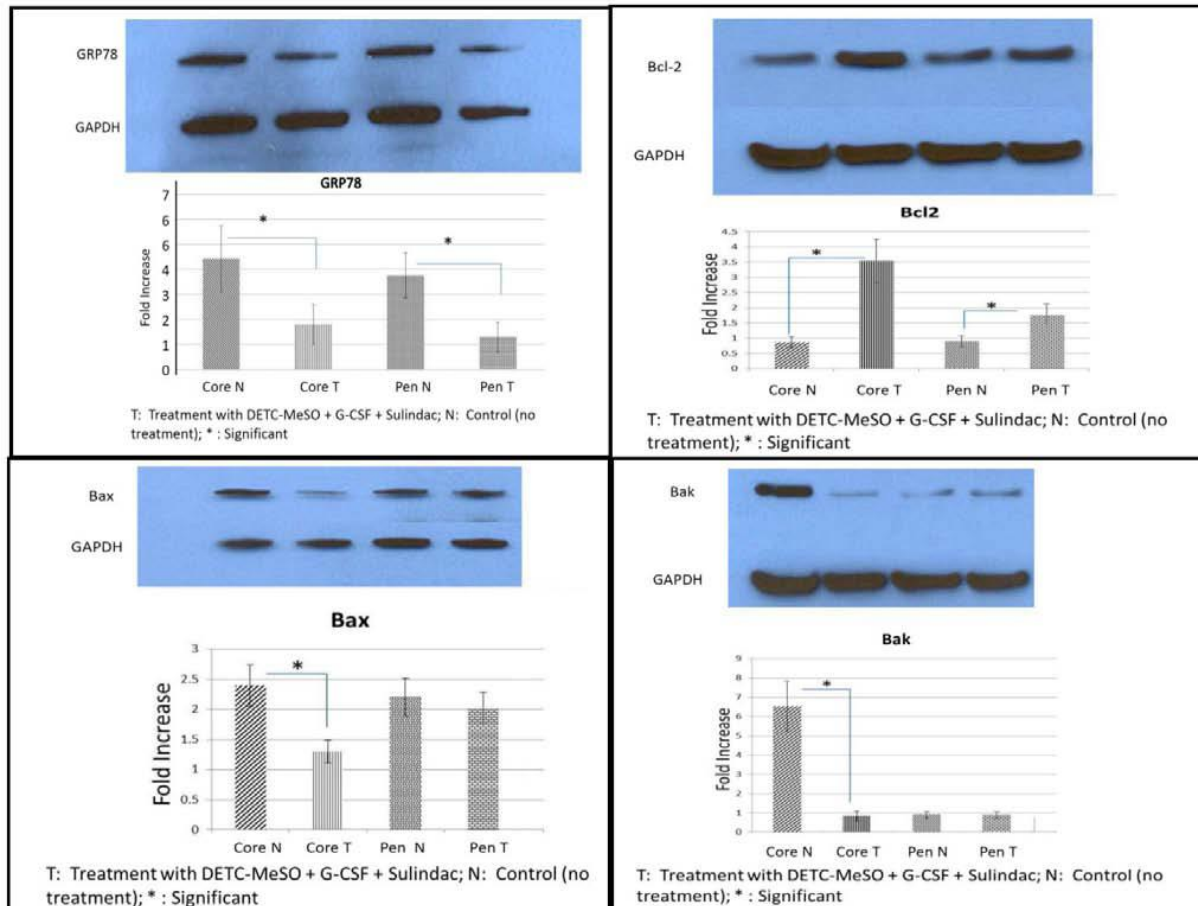 GRP78
GAPDH
GRP78
Fold Increase
7
6
4
3
2
1
0
*
*
Core N Core T Pen N Pen T
T: Treatment with DETC-MeSO + G-CSF + Sulindac; N: Control (no
treatment); * : Significant
Bcl-2
GAPDH
Bcl2
Fold Increase
4.5
4
3.5
3
2.5
2
1.5
1
0.5
0
*
*
Core N Core T Pen N Pen T
T: Treatment with DETC-MeSO + G-CSF + Sulindac; N: Control (no
treatment); * : Significant
Bax
GAPDH
Bax
Fold Increase
3
2.5
2
1.5
1
0.5
0
*
Core N Core T Pen N Pen T
T: Treatment with DETC-MeSO + G-CSF + Sulindac; N: Control (no
treatment); * : Significant
Bak
GAPDH
Bak
Fold Increase
9
8
7
6
5
4
3
2
1
0
*
Core N Core T Pen N Pen T
T: Treatment with DETC-MeSO + G-CSF + Sulindac; N: Control (no
treatment); * : Significant